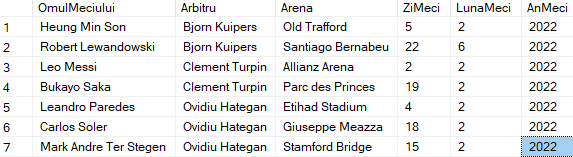 OmulMeciului Arbitru Arena ZiMeci LunaMeci AnMeci
1 Heung Min Son Bjorn Kuipers Old Trafford 5 2 2022
2 Robert Lewandowski Bjorn Kuipers Santiago Bernabeu 22 6 2022
3 Leo Messi Clement Turpin Allianz Arena 2 2 2022
4 Bukayo Saka Clement Turpin Parc des Princes 19 2 2022
5 Leandro Paredes Ovidiu Hategan Etihad Stadium 4 2 2022
6 Carlos Soler Ovidiu Hategan Giuseppe Meazza 18 2 2022
7 Mark Andre Ter Stegen Ovidiu Hategan Stamford Bridge 15 2 2022